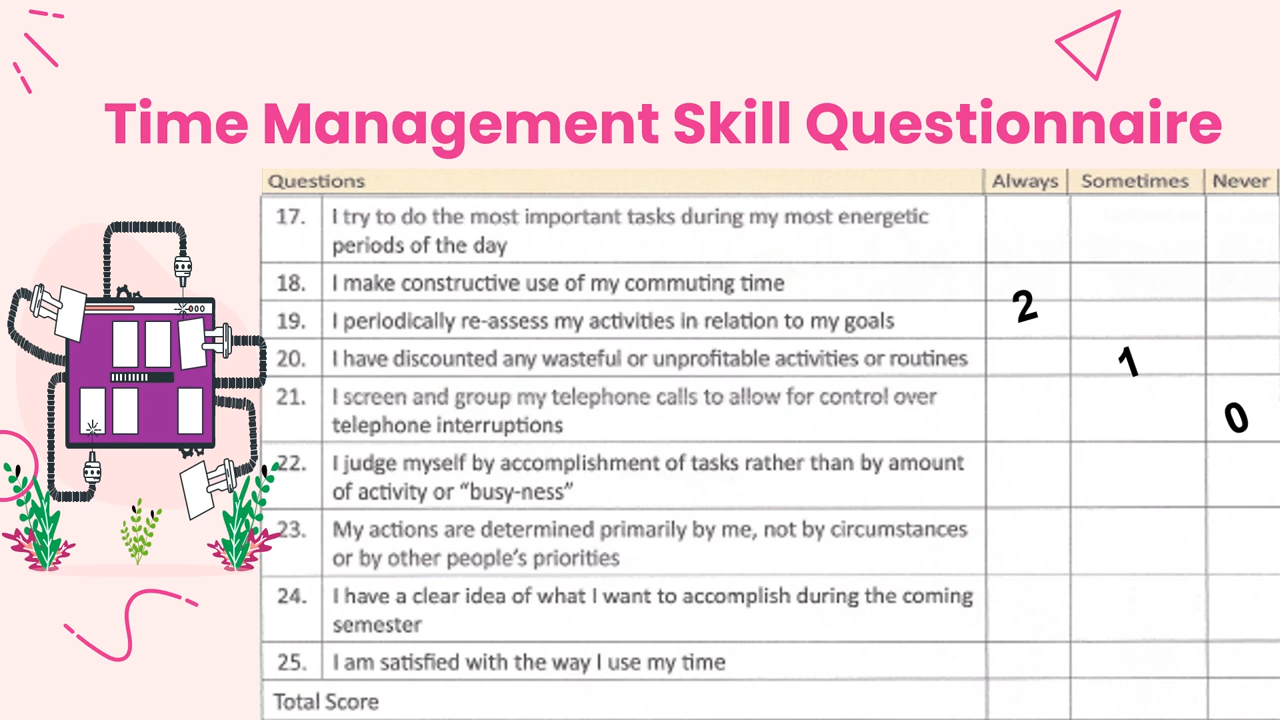 Time Management Skill Questionnaire
Questions Always Sometimes Never
17. I try to do the most important tasks during my most energetic
periods of the day
18. I make constructive use of my commuting time
2
19. I periodically re-assess my activities in relation to my goals
20. I have discounted any wasteful or unprofitable activities or routines
1
21. I screen and group my telephone calls to allow for control over
telephone interruptions
0
22. I judge myself by accomplishment of tasks rather than by amount
of activity or “busy-ness”
23. My actions are determined primarily by me, not by circumstances
or by other people’s priorities
24. I have a clear idea of what I want to accomplish during the coming
semester
25. I am satisfied with the way I use my time
Total Score